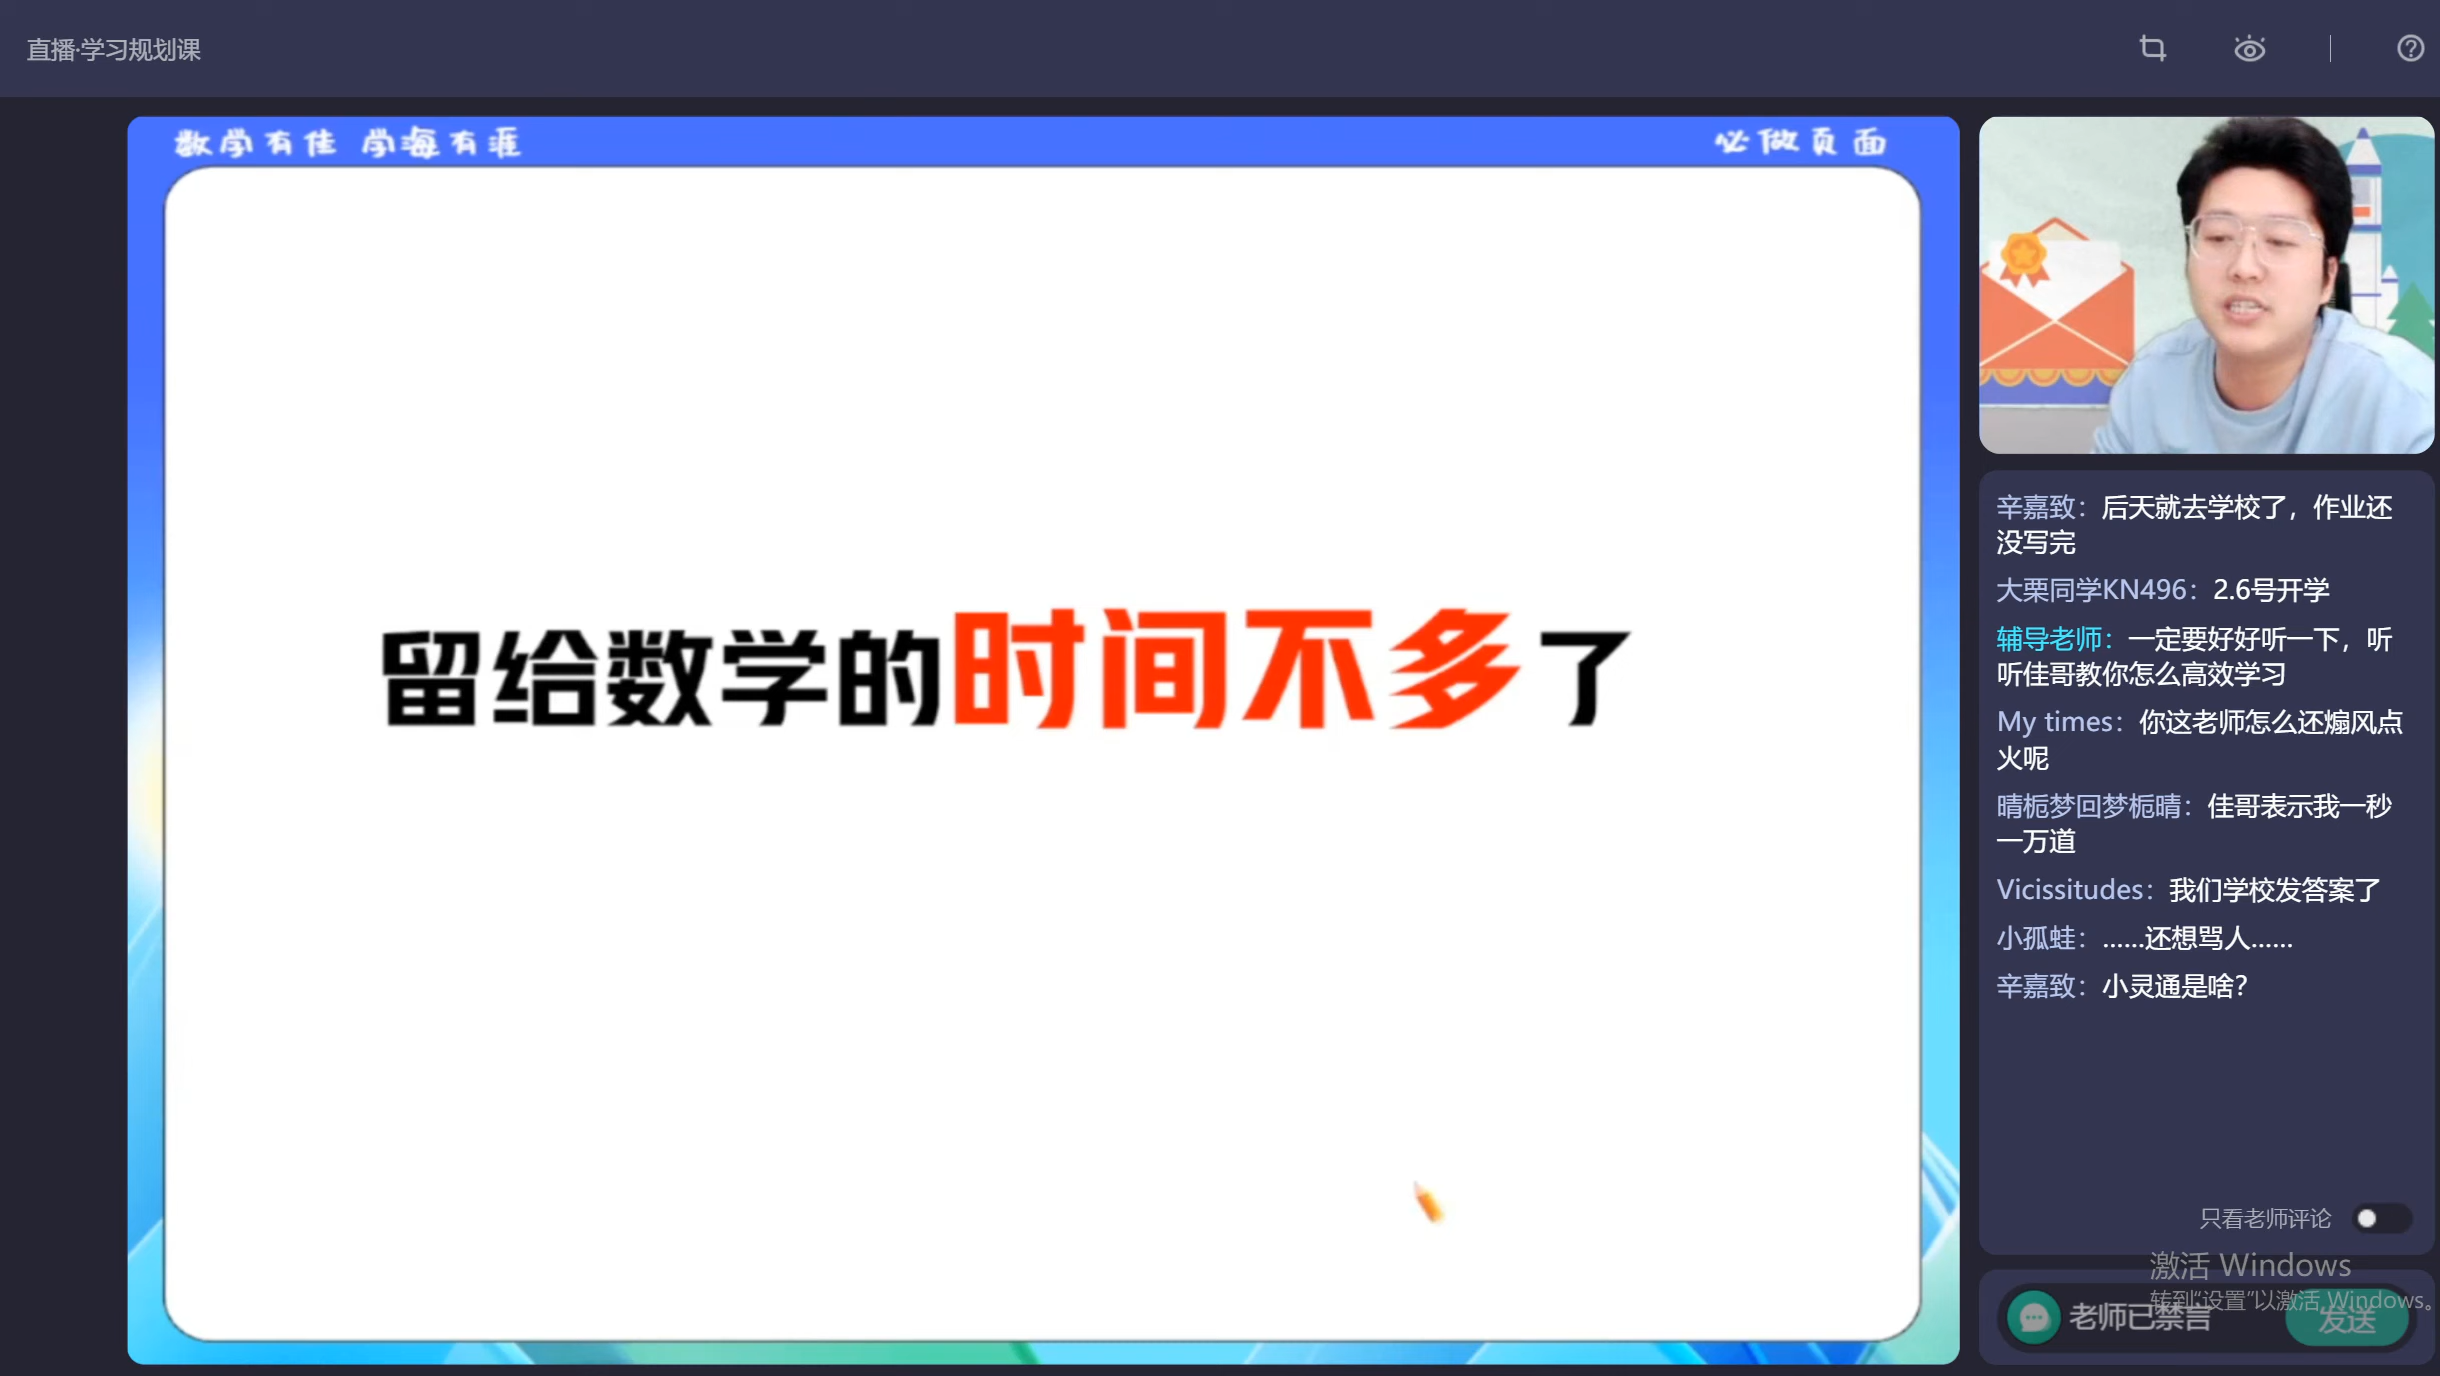 直播·学习规划课
数学有佳 学海有涯
必做页面
留给数学的时间不多了
辛嘉致：后天就去学校了，作业还
没写完
大栗同学KN496：2.6号开学
辅导老师：一定要好好听一下，听
听佳哥教你怎么高效学习
My times：你这老师怎么还煽风点
火呢
晴栀梦回梦栀晴：佳哥表示我一秒
一万道
Vicissitudes：我们学校发答案了
小孤蛙：……还想骂人……
辛嘉致：小灵通是啥？
只看老师评论
激活 Windows
转到“设置”以激活 Windows。
老师已禁言
发送